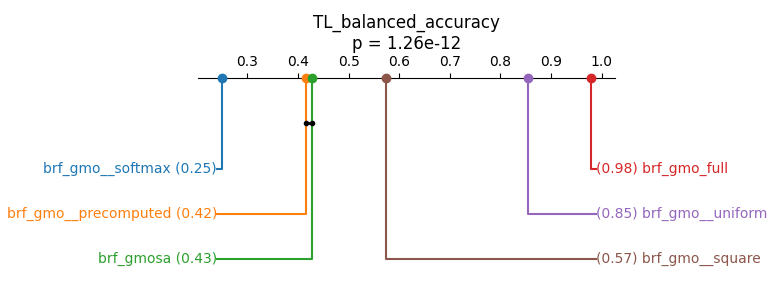 TL_balanced_accuracy
p = 1.26e-12
0.3 0.4 0.5 0.6 0.7 0.8 0.9 1.0
brf_gmo__softmax (0.25)
(0.98) brf_gmo_full
brf_gmo__precomputed (0.42)
(0.85) brf_gmo__uniform
brf_gmosa (0.43)
(0.57) brf_gmo__square